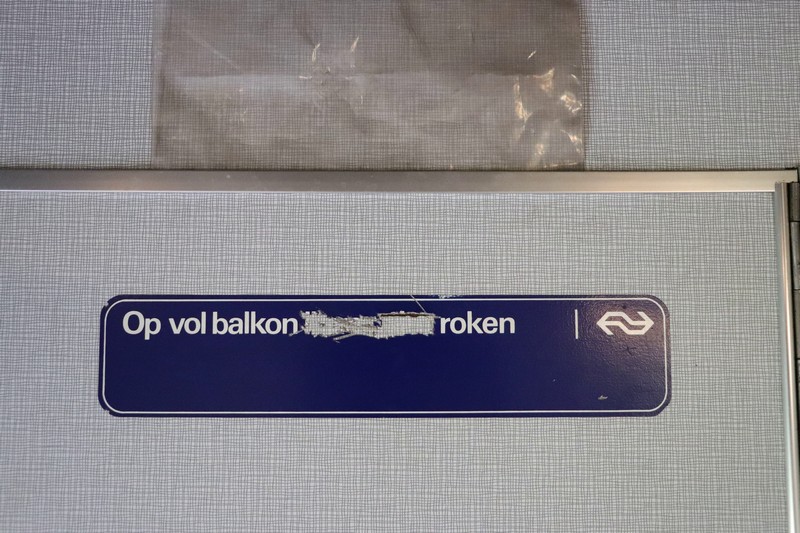 Op vol balkon roken